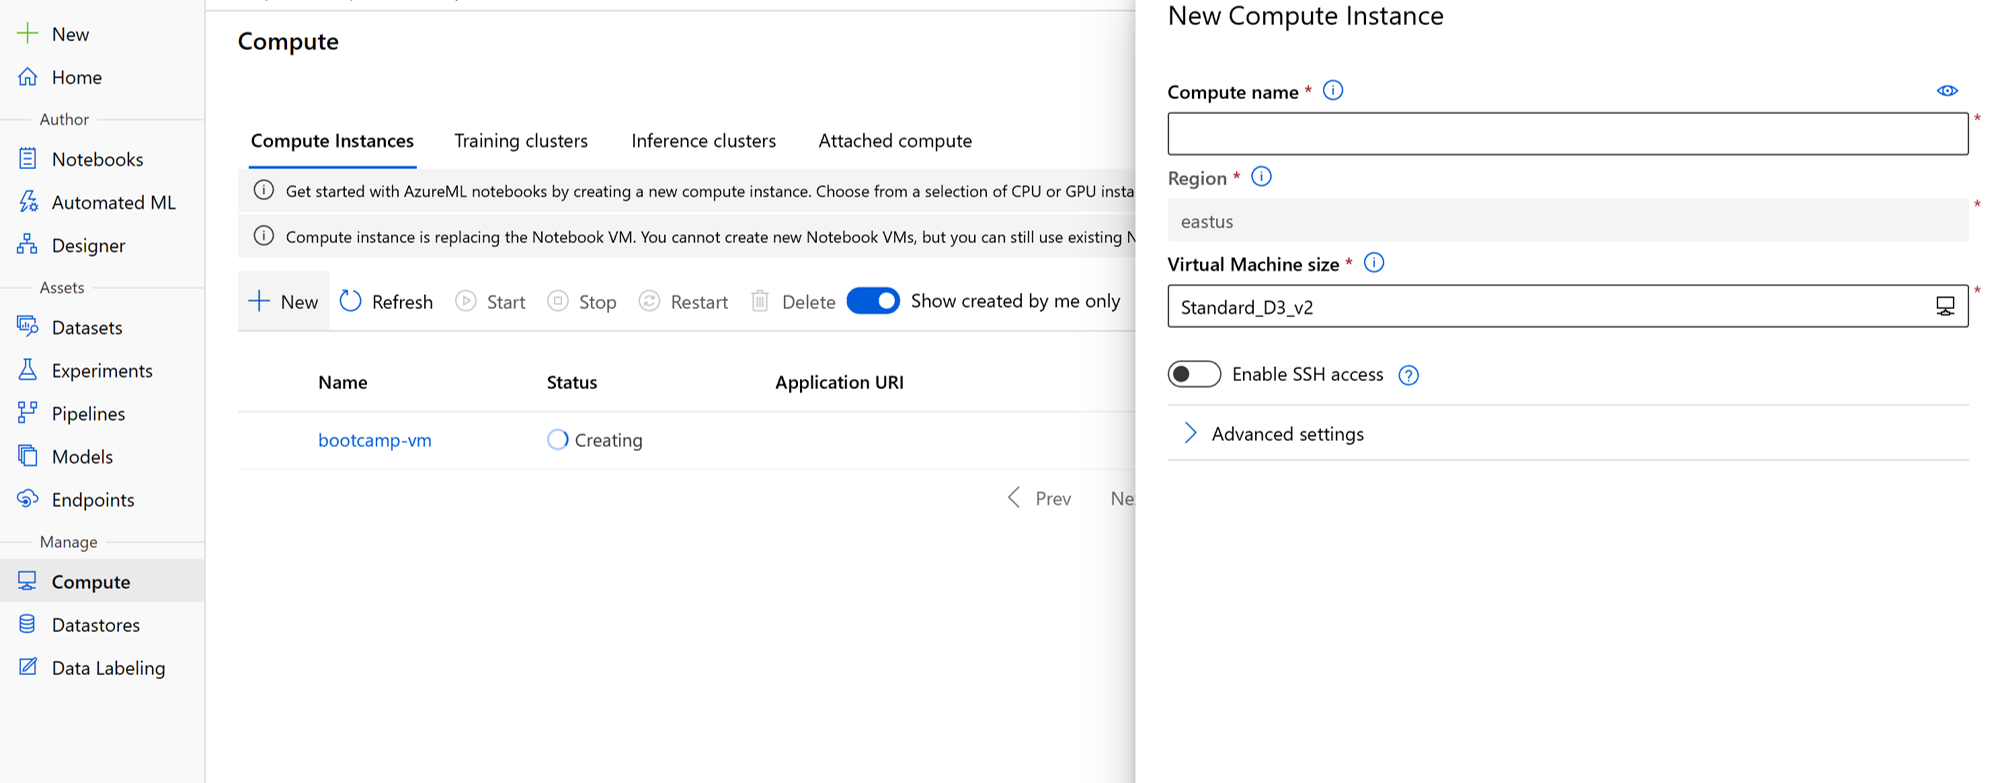 New
Home
Author
Notebooks
Automated ML
Designer
Assets
Datasets
Experiments
Pipelines
Models
Endpoints
Manage
Compute
Datastores
Data Labeling
Compute
Compute Instances Training clusters Inference clusters Attached compute
Get started with AzureML notebooks by creating a new compute instance. Choose from a selection of CPU or GPU insta
Compute instance is replacing the Notebook VM. You cannot create new Notebook VMs, but you can still use existing N
New Refresh Start Stop Restart Delete Show created by me only
Name Status Application URI
bootcamp-vm Creating
Prev Ne
New Compute Instance
Compute name *
*
Region *
eastus *
Virtual Machine size *
Standard_D3_v2 *
Enable SSH access
Advanced settings